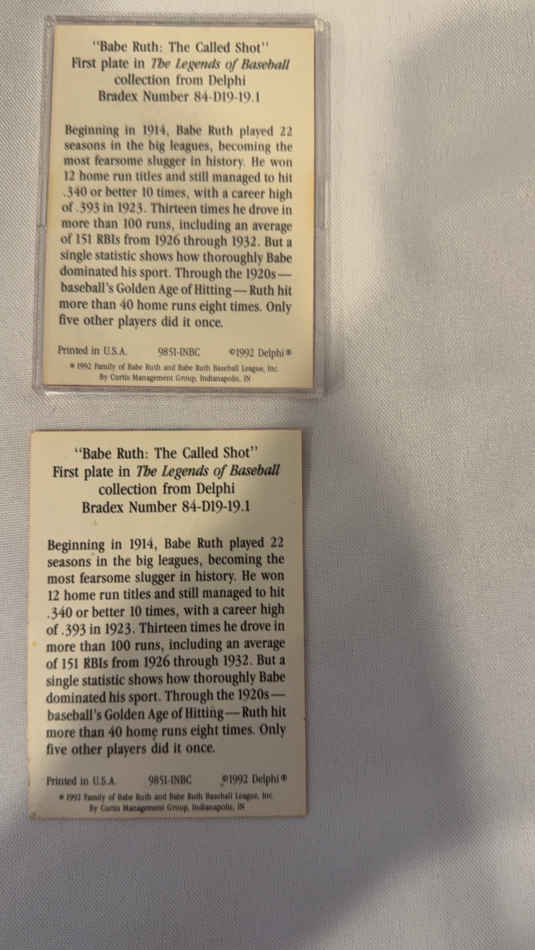 "Babe Ruth: The Called Shot"
First plate in The Legends of Baseball
collection from Delphi
Bradex Number 84-D19-19.1
Beginning in 1914, Babe Ruth played 22
seasons in the big leagues, becoming the
most fearsome slugger in history. He won
12 home run titles and still managed to hit
.340 or better 10 times, with a career high
of .393 in 1923. Thirteen times he drove in
more than 100 runs, including an average
of 151 RBIs from 1926 through 1932. But a
single statistic shows how thoroughly Babe
dominated his sport. Through the 1920s—
baseball's Golden Age of Hitting—Ruth hit
more than 40 home runs eight times. Only
five other players did it once.
Printed in U.S.A. 9851-INBC ©1992 Delphi®
® 1992 Family of Babe Ruth and Babe Ruth Baseball League, Inc.
By Curtis Management Group, Indianapolis, IN
"Babe Ruth: The Called Shot"
First plate in The Legends of Baseball
collection from Delphi
Bradex Number 84-D19-19.1
Beginning in 1914, Babe Ruth played 22
seasons in the big leagues, becoming the
most fearsome slugger in history. He won
12 home run titles and still managed to hit
.340 or better 10 times, with a career high
of .393 in 1923. Thirteen times he drove in
more than 100 runs, including an average
of 151 RBIs from 1926 through 1932. But a
single statistic shows how thoroughly Babe
dominated his sport. Through the 1920s—
baseball's Golden Age of Hitting—Ruth hit
more than 40 home runs eight times. Only
five other players did it once.
Printed in U.S.A. 9851-INBC ©1992 Delphi®
® 1992 Family of Babe Ruth and Babe Ruth Baseball League, Inc.
By Curtis Management Group, Indianapolis, IN